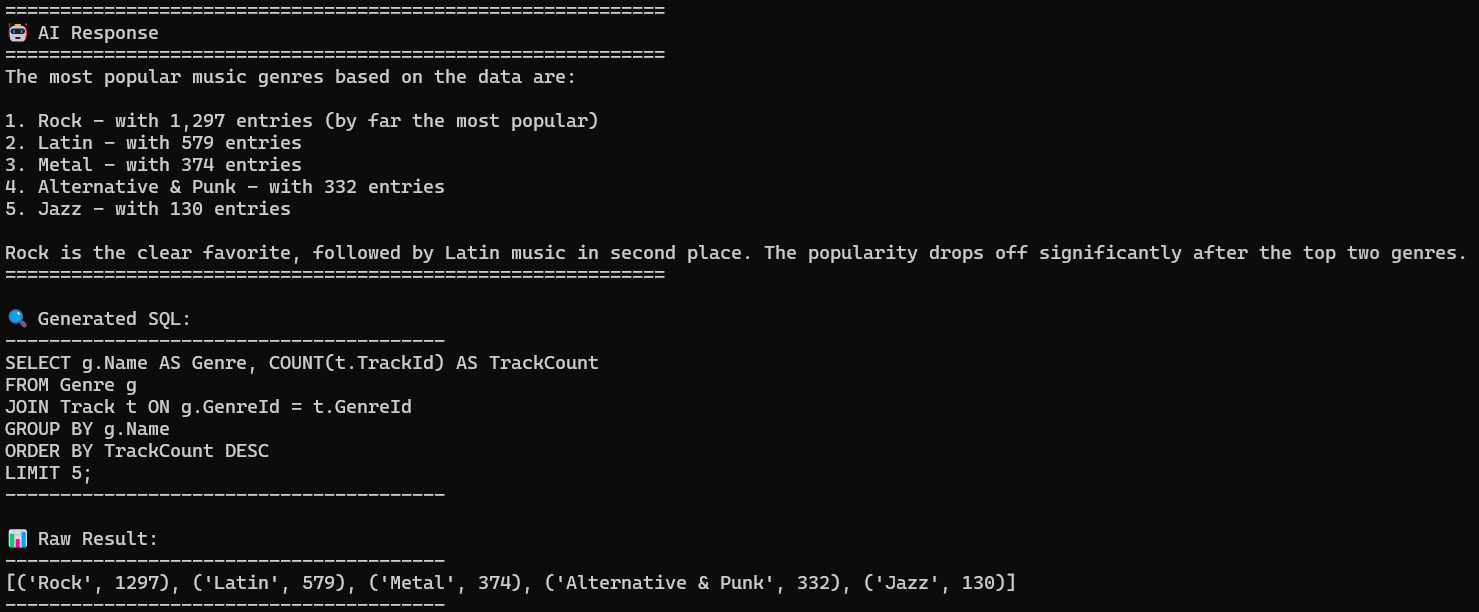 ============================================================
🤖 AI Response
============================================================
The most popular music genres based on the data are:

1. Rock – with 1,297 entries (by far the most popular)
2. Latin – with 579 entries
3. Metal – with 374 entries
4. Alternative & Punk – with 332 entries
5. Jazz – with 130 entries

Rock is the clear favorite, followed by Latin music in second place. The popularity drops off significantly after the top two genres.
============================================================

🔍 Generated SQL:
----------------------------------------
SELECT g.Name AS Genre, COUNT(t.TrackId) AS TrackCount
FROM Genre g
JOIN Track t ON g.GenreId = t.GenreId
GROUP BY g.Name
ORDER BY TrackCount DESC
LIMIT 5;
----------------------------------------

📊 Raw Result:
----------------------------------------
[('Rock', 1297), ('Latin', 579), ('Metal', 374), ('Alternative & Punk', 332), ('Jazz', 130)]
----------------------------------------